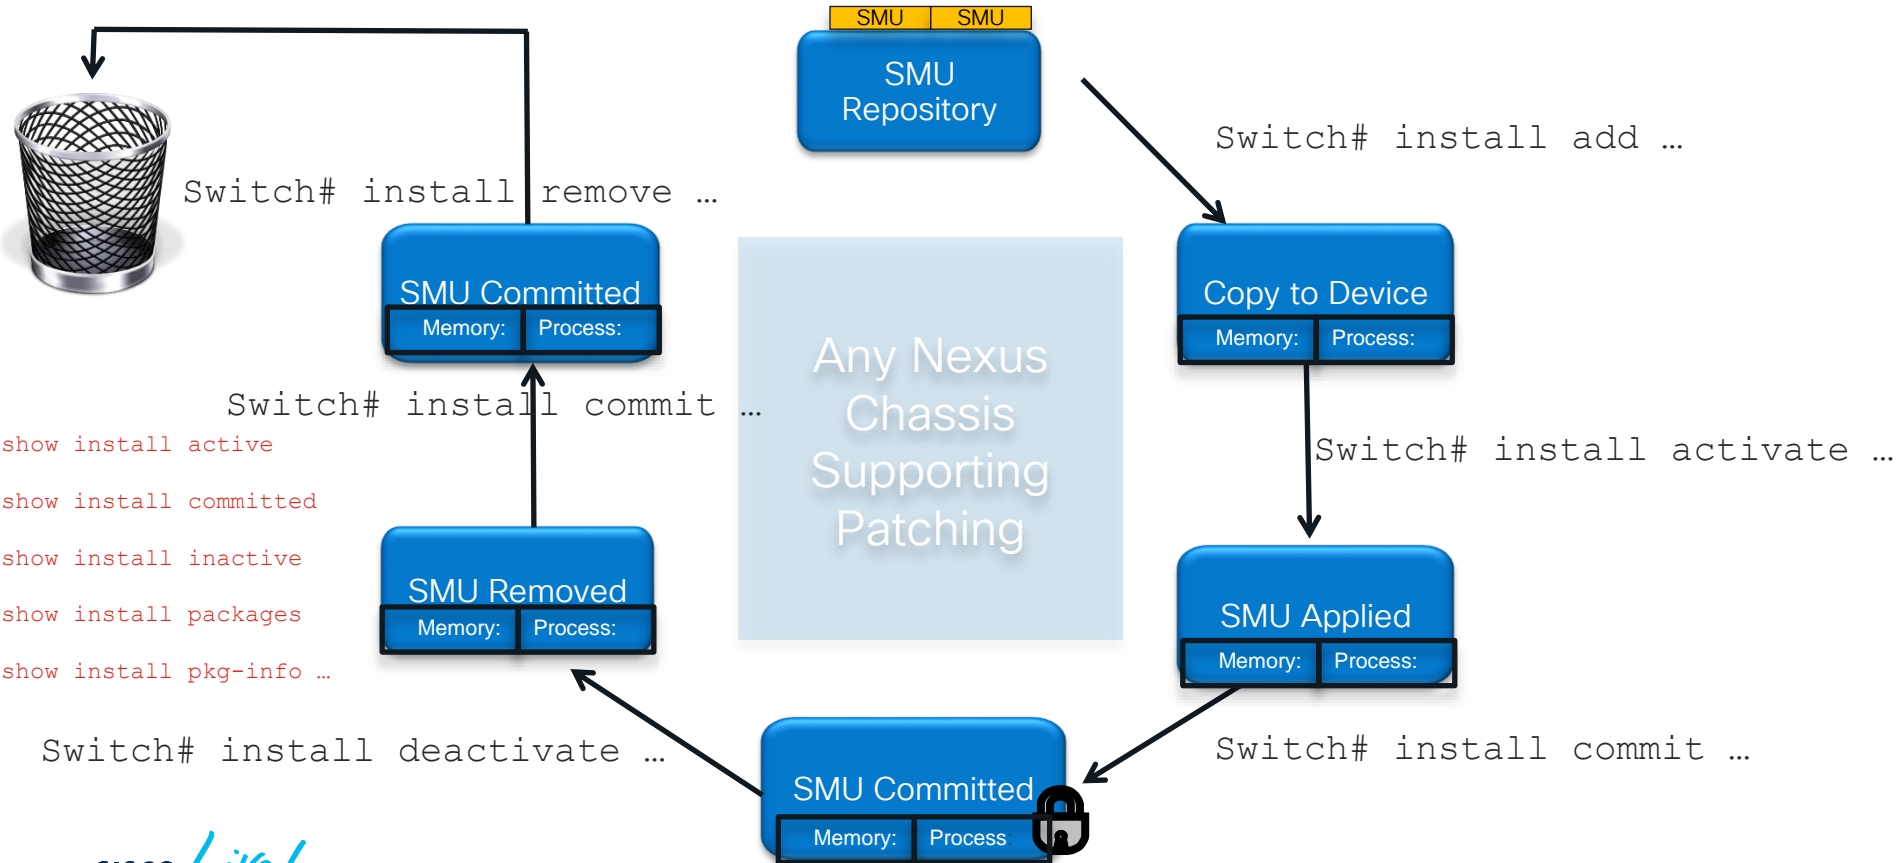 SMU SMU
SMU
Repository
Switch# install add …
Switch# install remove …
SMU Committed
Memory: Process:
Copy to Device
Memory: Process:
Any Nexus
Chassis
Supporting
Patching
Switch# install commit …
Switch# install activate …
show install active
show install committed
show install inactive
show install packages
show install pkg-info …
SMU Removed
Memory: Process:
SMU Applied
Memory: Process:
Switch# install deactivate …
Switch# install commit …
SMU Committed
Memory: Process:
cisco Live!